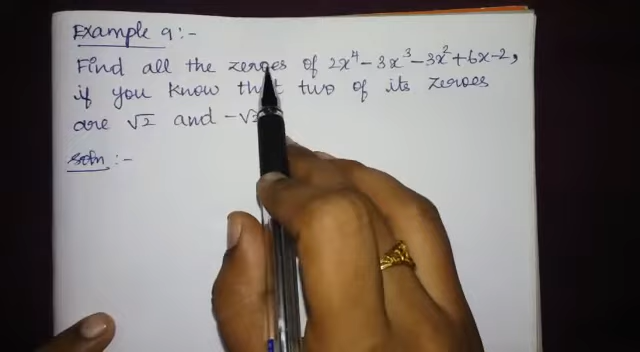 Example 9:-
Find all the zeroes of 2x⁴-3x³-3x²+6x-2,
if you know that two of its zeroes
are √2 and -√2
soln :-